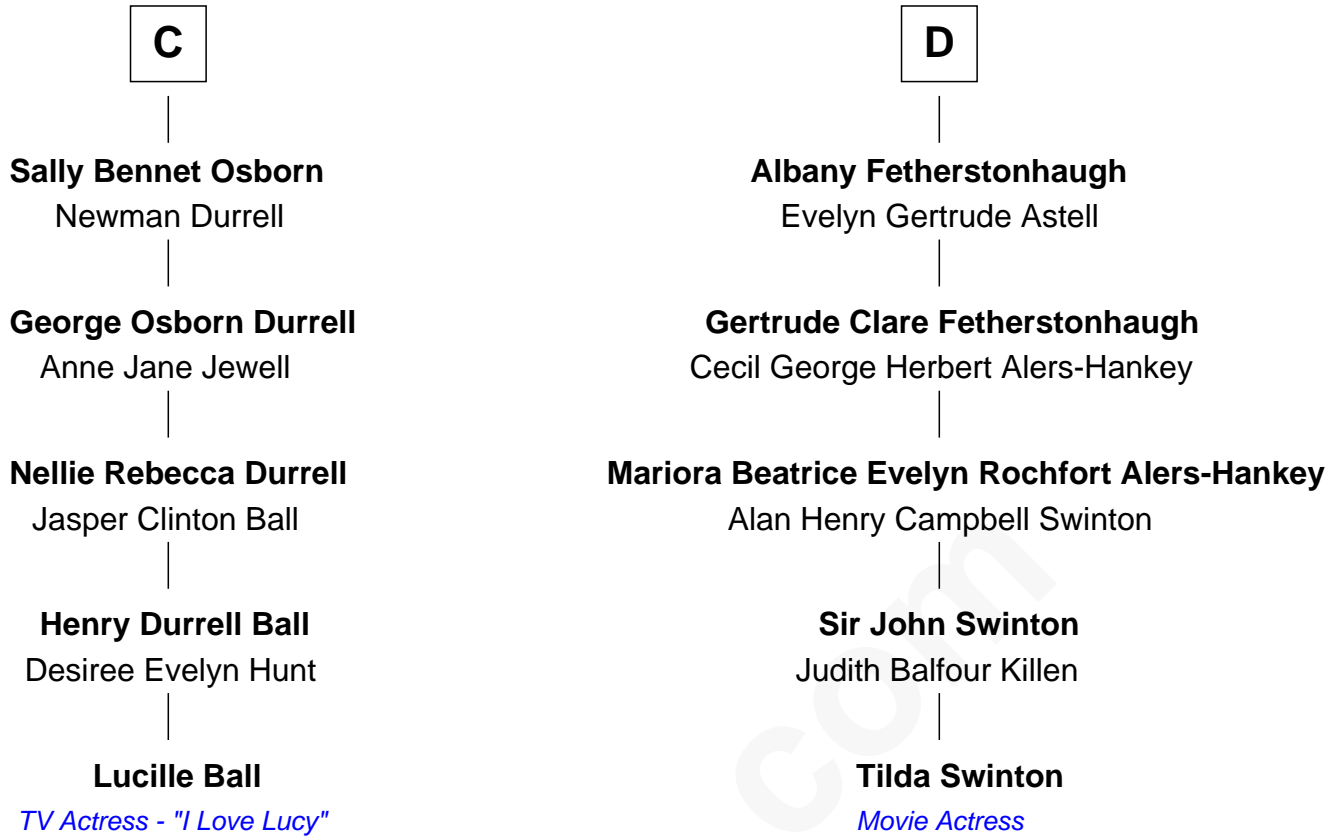 C
Sally Bennet Osborn
Newman Durrell
George Osborn Durrell
Anne Jane Jewell
Nellie Rebecca Durrell
Jasper Clinton Ball
Henry Durrell Ball
Desiree Evelyn Hunt
Lucille Ball
TV Actress - "I Love Lucy"
D
Albany Fetherstonhaugh
Evelyn Gertrude Astell
Gertrude Clare Fetherstonhaugh
Cecil George Herbert Alers-Hankey
Mariora Beatrice Evelyn Rochfort Alers-Hankey
Alan Henry Campbell Swinton
Sir John Swinton
Judith Balfour Killen
Tilda Swinton
Movie Actress
com